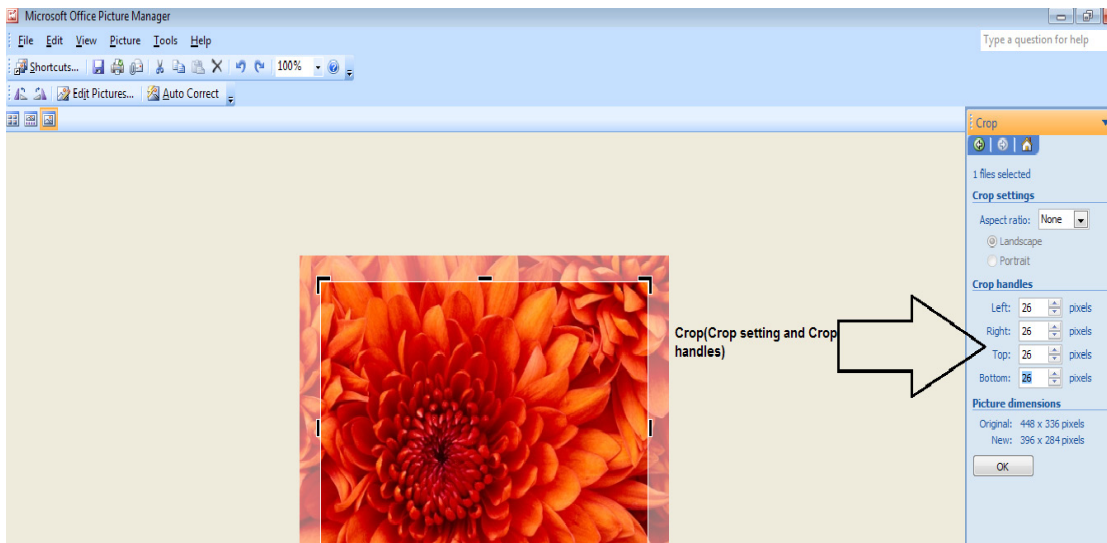 Microsoft Office Picture Manager
File Edit View Picture Tools Help
Type a question for help
Shortcuts... 100%
Edit Pictures... Auto Correct
Crop
1 files selected
Crop settings
Aspect ratio: None
Landscape
Portrait
Crop handles
Left: 26 pixels
Right: 26 pixels
Top: 26 pixels
Bottom: 26 pixels
Picture dimensions
Original: 448 x 336 pixels
New: 396 x 284 pixels
OK
Crop(Crop setting and Crop
handles)